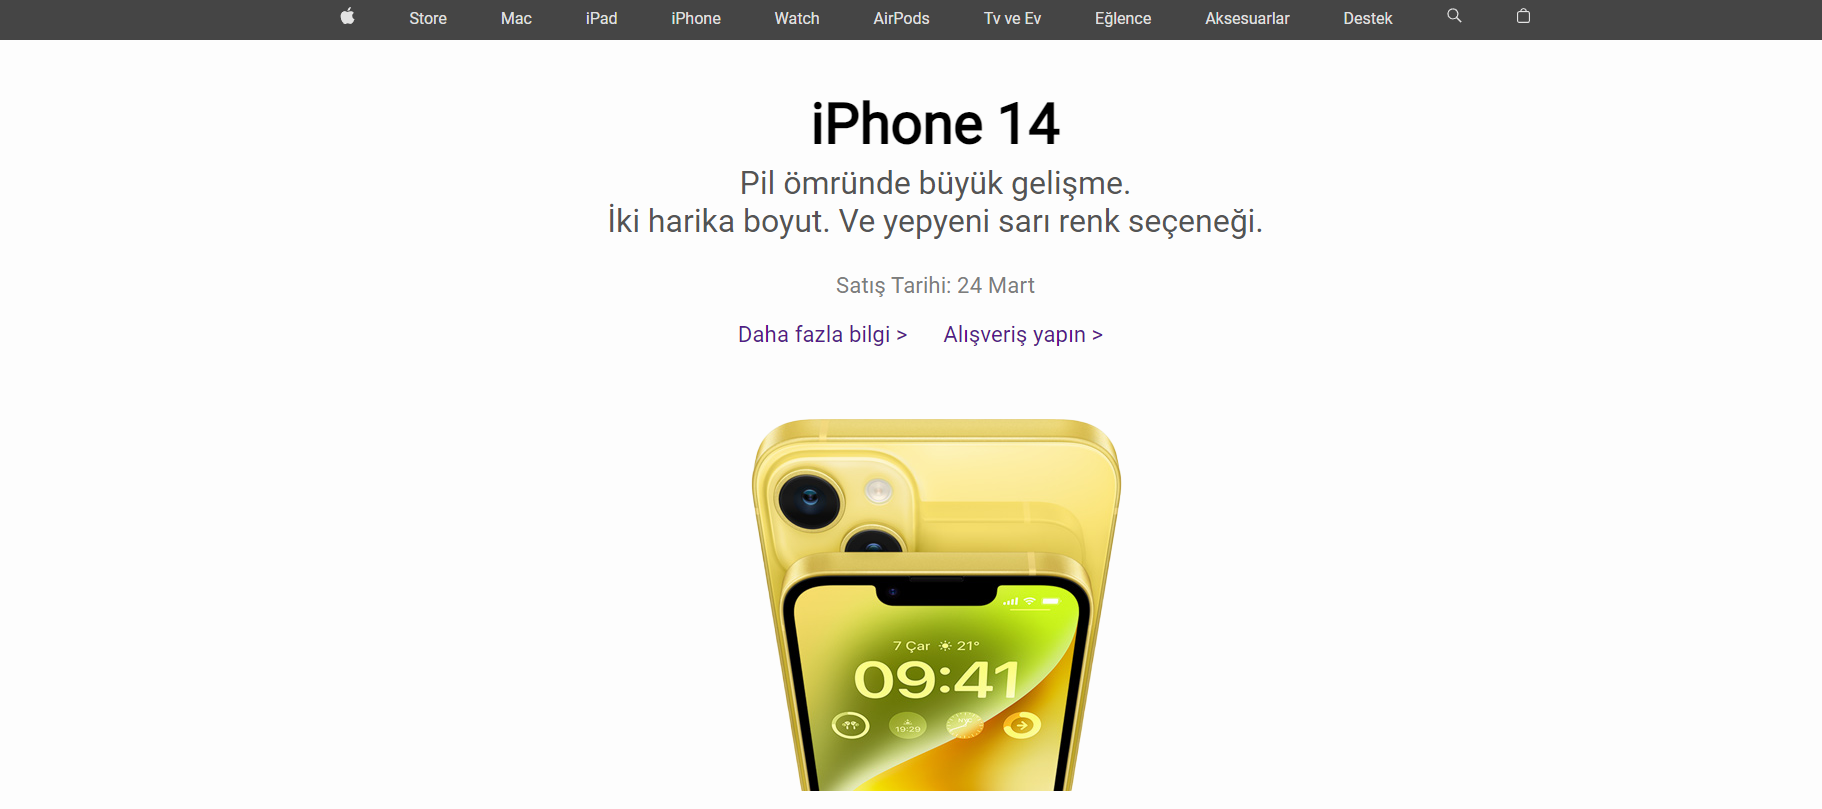 Store Mac iPad iPhone Watch AirPods Tv ve Ev Eğlence Aksesuarlar Destek
iPhone 14
Pil ömründe büyük gelişme.
İki harika boyut. Ve yepyeni sarı renk seçeneği.
Satış Tarihi: 24 Mart
Daha fazla bilgi > Alışveriş yapın >
7 Çar 21°
09:41
19:29 NYC